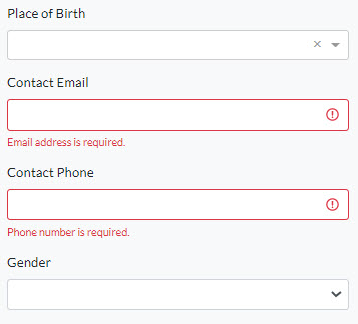 Place of Birth
Contact Email
Email address is required.
Contact Phone
Phone number is required.
Gender